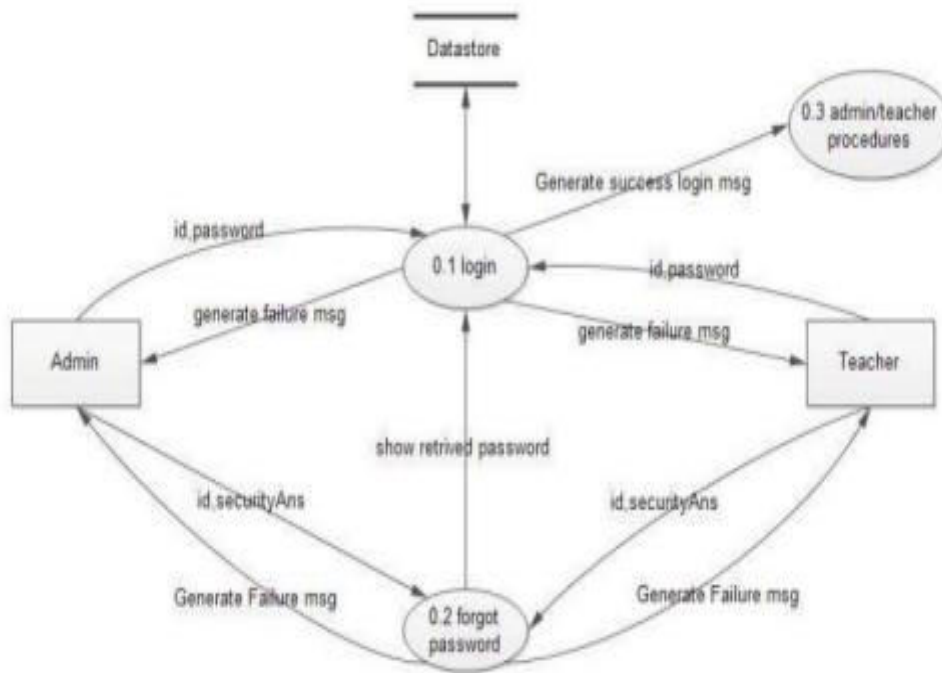 Datastore
0.3 admin/teacher
procedures
Generate success login msg
id,password
0.1 login
id,password
generate failure msg
generate failure msg
Admin
Teacher
show retrived password
id,securityAns
id,securityAns
Generate Failure msg
Generate Failure msg
0.2 forgot
password